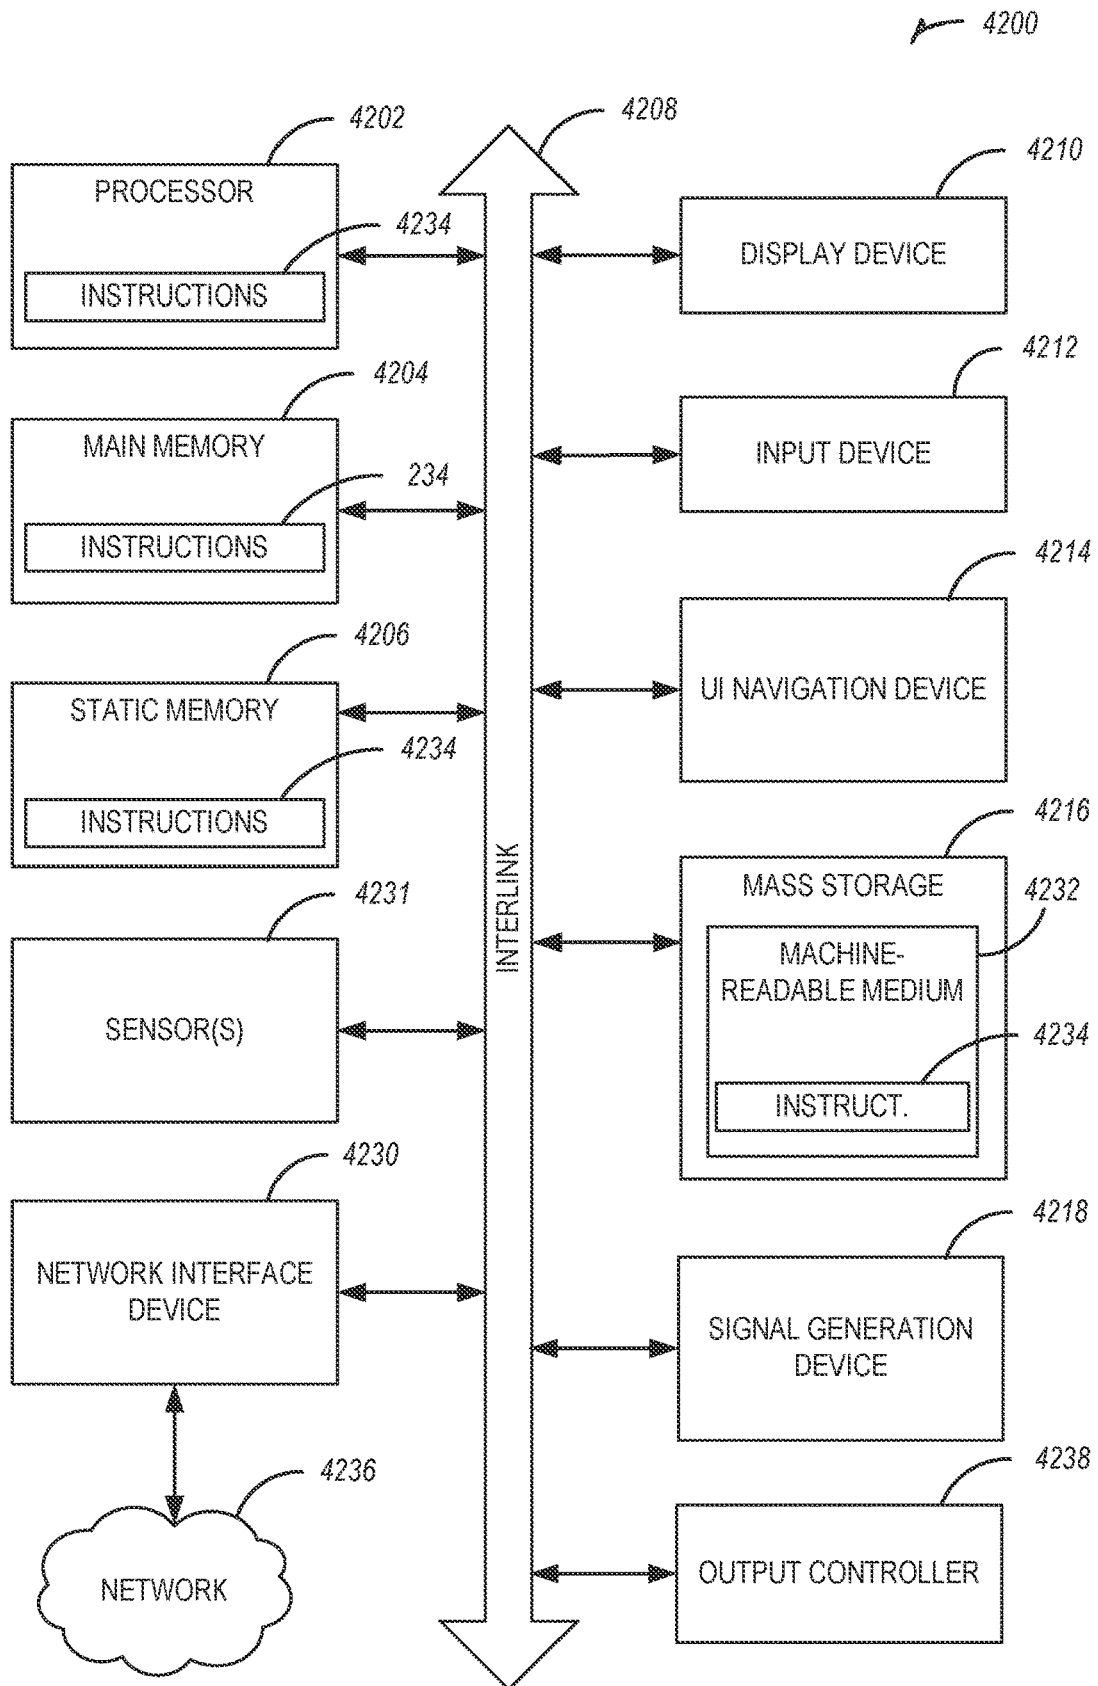 4200
4202
PROCESSOR
4234
INSTRUCTIONS
4204
MAIN MEMORY
234
INSTRUCTIONS
4206
STATIC MEMORY
4234
INSTRUCTIONS
4231
SENSOR(S)
4230
NETWORK INTERFACE
DEVICE
4236
NETWORK
4208
INTERLINK
4210
DISPLAY DEVICE
4212
INPUT DEVICE
4214
UI NAVIGATION DEVICE
4216
MASS STORAGE
4232
MACHINE-
READABLE MEDIUM
4234
INSTRUCT.
4218
SIGNAL GENERATION
DEVICE
4238
OUTPUT CONTROLLER